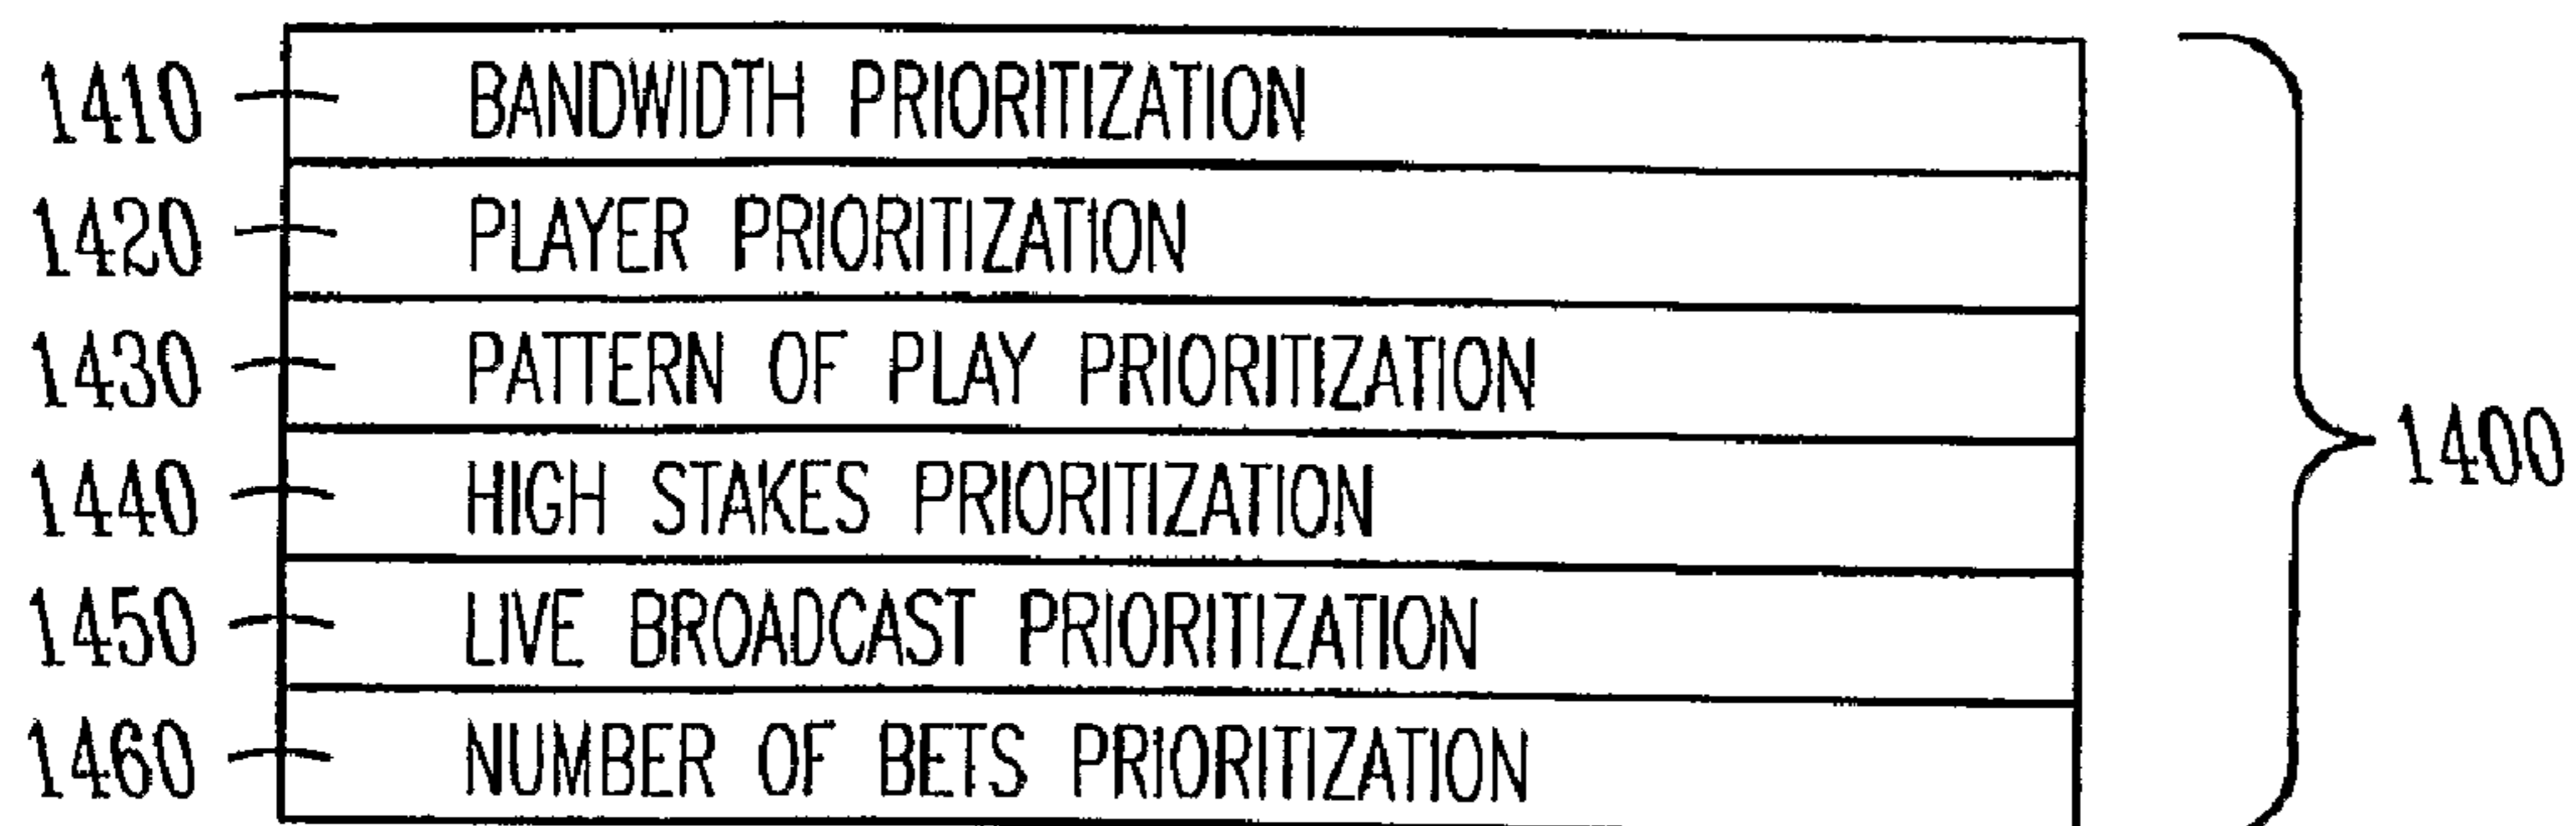 1410 BANDWIDTH PRIORITIZATION
1420 PLAYER PRIORITIZATION
1430 PATTERN OF PLAY PRIORITIZATION
1440 HIGH STAKES PRIORITIZATION
1450 LIVE BROADCAST PRIORITIZATION
1460 NUMBER OF BETS PRIORITIZATION
1400